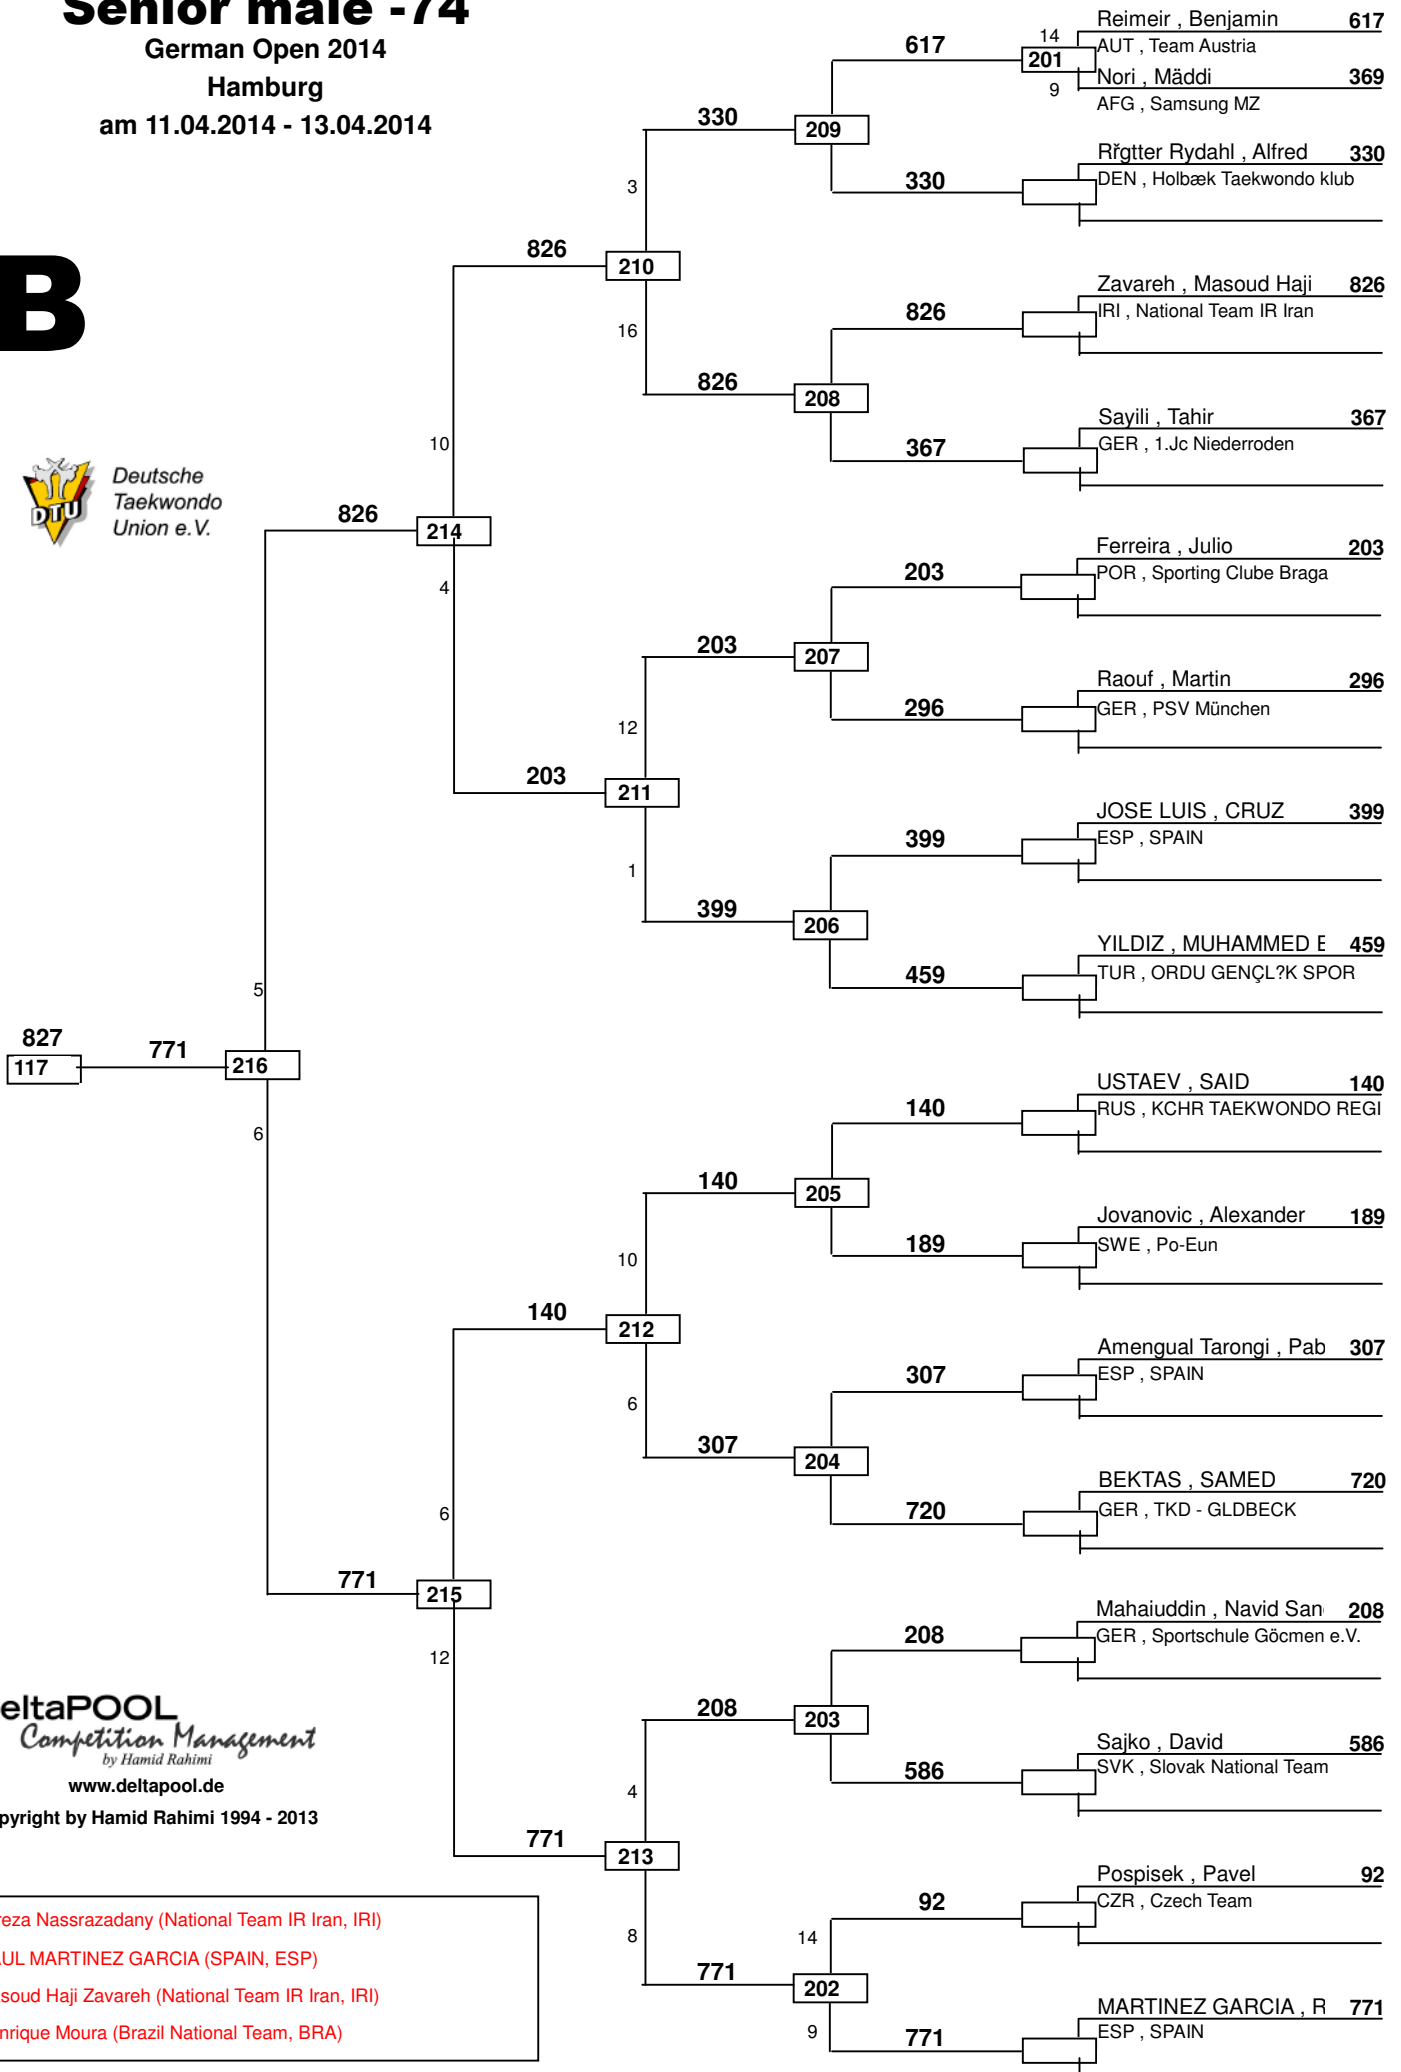 Senior male -74
German Open 2014
Hamburg
am 11.04.2014 - 13.04.2014
B
DTU
Deutsche
Taekwondo
Union e.V.
Reimeir , Benjamin 617
AUT , Team Austria
14
201
9
Nori , Mäddi 369
AFG , Samsung MZ
617
330
209
330
Rřgtter Rydahl , Alfred 330
DEN , Holbæk Taekwondo klub
3
826
210
16
Zavareh , Masoud Haji 826
IRI , National Team IR Iran
826
826
208
367
Sayili , Tahir 367
GER , 1.Jc Niederroden
10
826
214
4
Ferreira , Julio 203
POR , Sporting Clube Braga
203
203
207
296
Raouf , Martin 296
GER , PSV München
12
203
211
1
JOSE LUIS , CRUZ 399
ESP , SPAIN
399
399
206
459
YILDIZ , MUHAMMED E 459
TUR , ORDU GENÇL?K SPOR
5
827
117
771
216
6
USTAEV , SAID 140
RUS , KCHR TAEKWONDO REGI
140
140
205
189
Jovanovic , Alexander 189
SWE , Po-Eun
10
140
212
6
Amengual Tarongi , Pab 307
ESP , SPAIN
307
307
204
720
BEKTAS , SAMED 720
GER , TKD - GLDBECK
6
771
215
12
Mahaiuddin , Navid San 208
GER , Sportschule Göcmen e.V.
208
208
203
586
Sajko , David 586
SVK , Slovak National Team
4
771
213
8
Pospisek , Pavel 92
CZR , Czech Team
92
14
771
202
9
771
MARTINEZ GARCIA , R 771
ESP , SPAIN
eltaPOOL
Competition Management
by Hamid Rahimi
www.deltapool.de
pyright by Hamid Rahimi 1994 - 2013
reza Nassrazadany (National Team IR Iran, IRI)
AUL MARTINEZ GARCIA (SPAIN, ESP)
soud Haji Zavareh (National Team IR Iran, IRI)
nrique Moura (Brazil National Team, BRA)